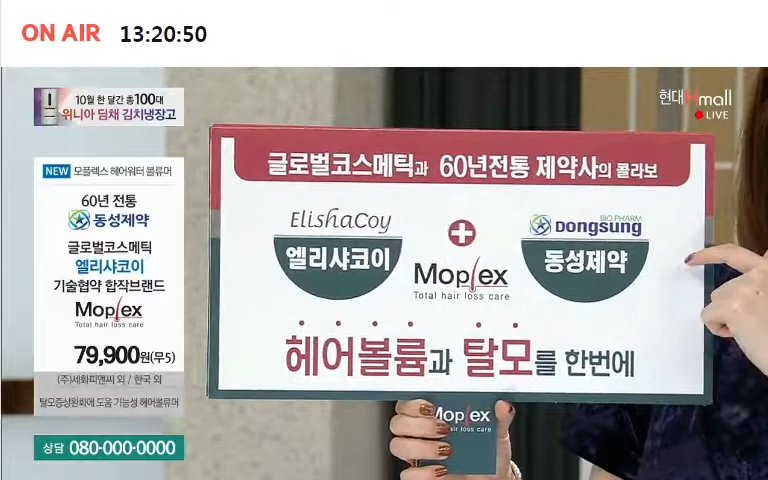 ON AIR 13:20:50
10월 한 달간 총100대
위니아 딤채 김치냉장고
현대Hmall
LIVE
NEW 모플렉스 헤어워터 볼류머
60년 전통
동성제약
글로벌코스메틱
엘리샤코이
기술협약 합작브랜드
Moplex
Total hair loss care
79,900원(무5)
(주)세화피앤씨 외 / 한국 외
탈모증상완화에 도움 기능성 헤어볼류머
상담 080-000-0000
글로벌코스메틱과 60년전통 제약사의 콜라보
ElishaCoy
엘리샤코이
Moplex
Total hair loss care
BIO PHARM
DONGSUNG
동성제약
헤어볼륨과 탈모를 한번에
Moplex
hair loss care